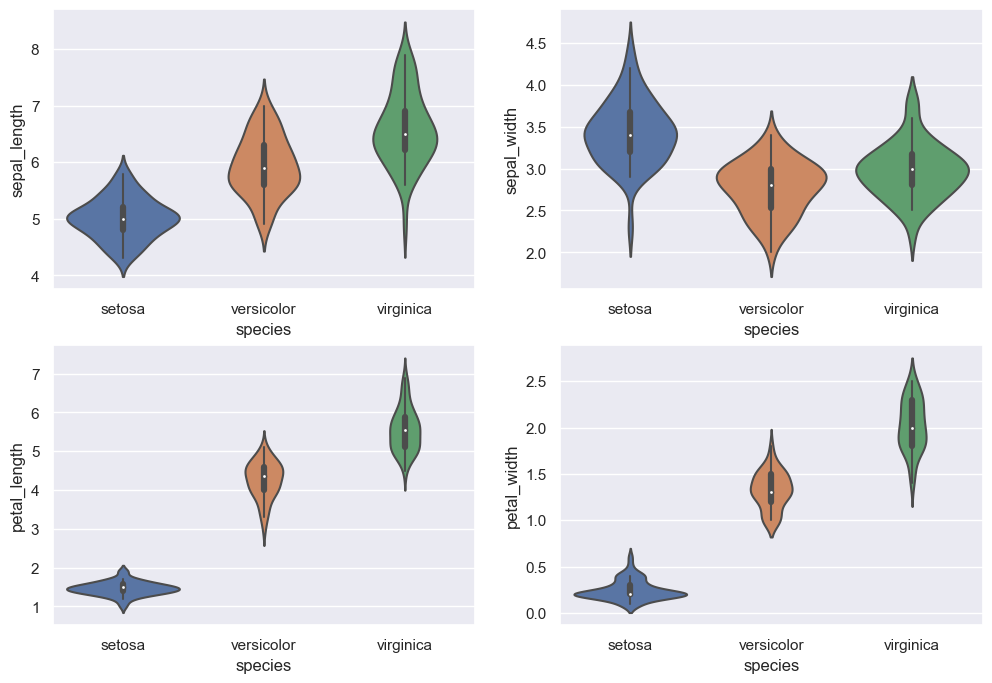 sepal_length
8
7
6
5
4
setosa versicolor virginica
species
sepal_width
4.5
4.0
3.5
3.0
2.5
2.0
setosa versicolor virginica
species
petal_length
7
6
5
4
3
2
1
setosa versicolor virginica
species
petal_width
2.5
2.0
1.5
1.0
0.5
0.0
setosa versicolor virginica
species